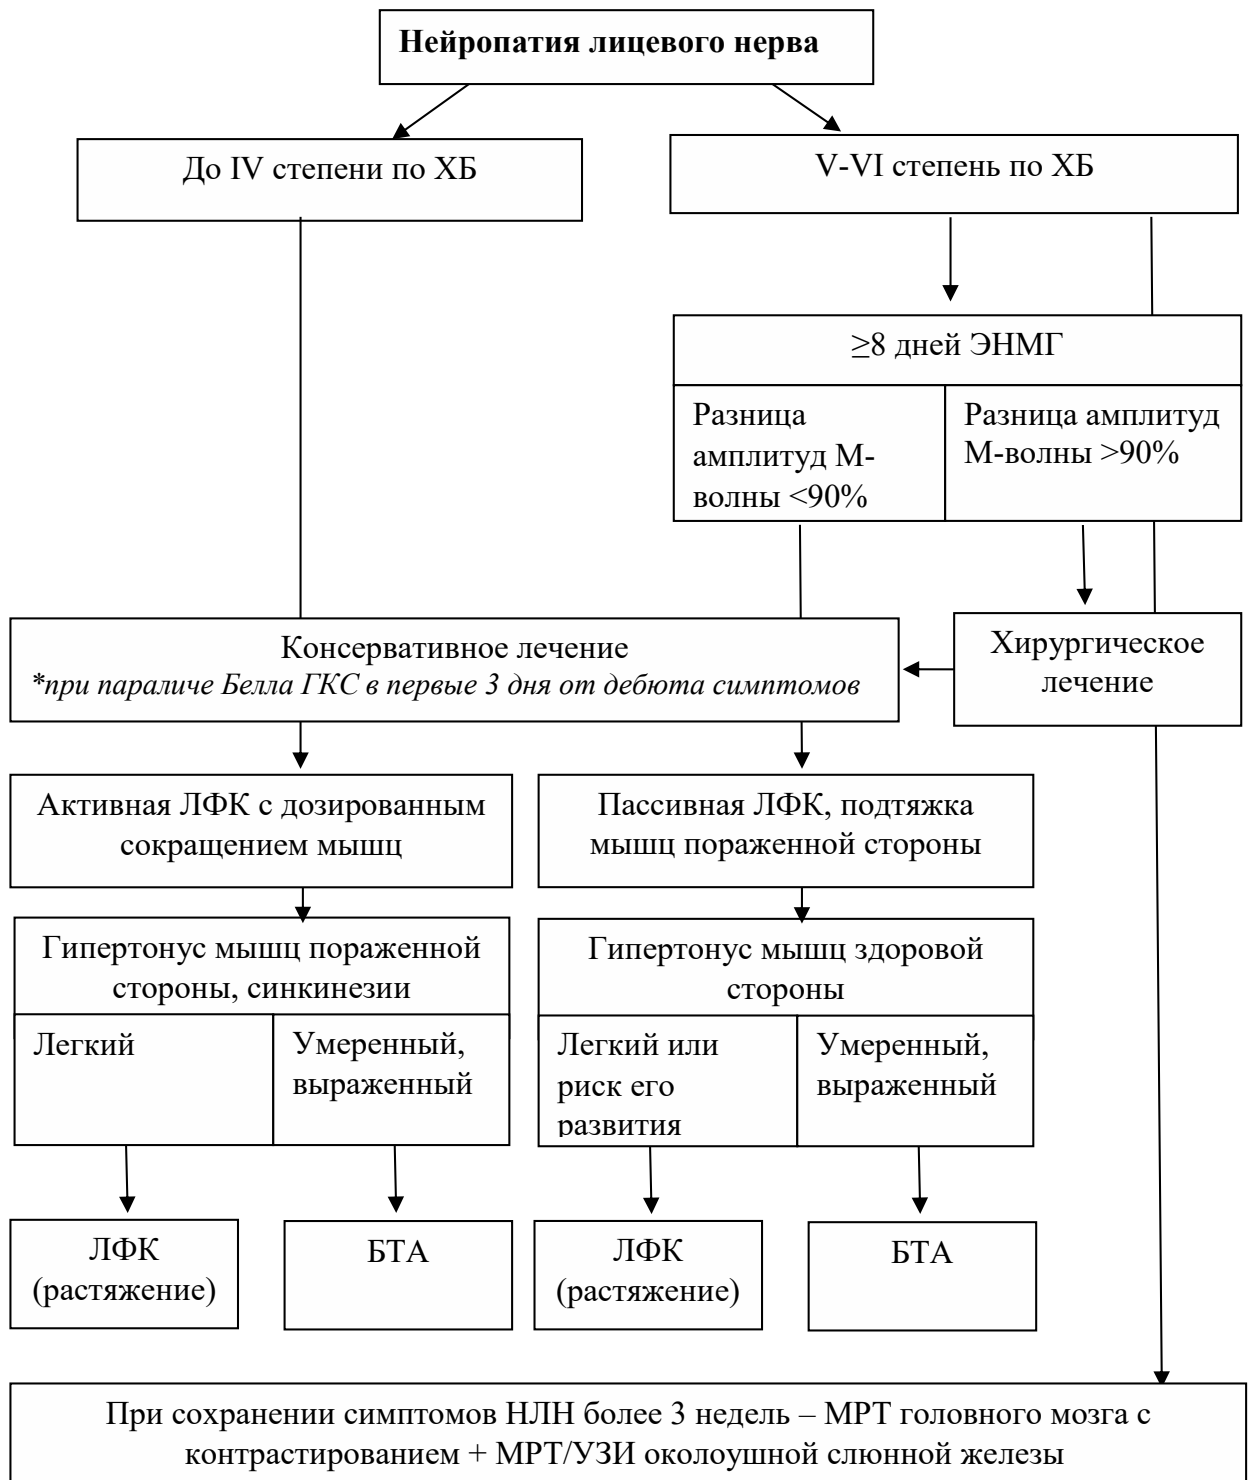 Нейропатия лицевого нерва
До IV степени по ХБ
V-VI степень по ХБ
≥8 дней ЭНМГ
Разница
амплитуд М-
волны <90%
Разница амплитуд
М-волны >90%
Консервативное лечение
*при параличе Белла ГКС в первые 3 дня от дебюта симптомов
Хирургическое
лечение
Активная ЛФК с дозированным
сокращением мышц
Пассивная ЛФК, подтяжка
мышц пораженной стороны
Гипертонус мышц пораженной
стороны, синкинезии
Легкий
Умеренный,
выраженный
Гипертонус мышц здоровой
стороны
Легкий или
риск его
развития
Умеренный,
выраженный
ЛФК
(растяжение)
БТА
ЛФК
(растяжение)
БТА
При сохранении симптомов НЛН более 3 недель – МРТ головного мозга с
контрастированием + МРТ/УЗИ околоушной слюнной железы